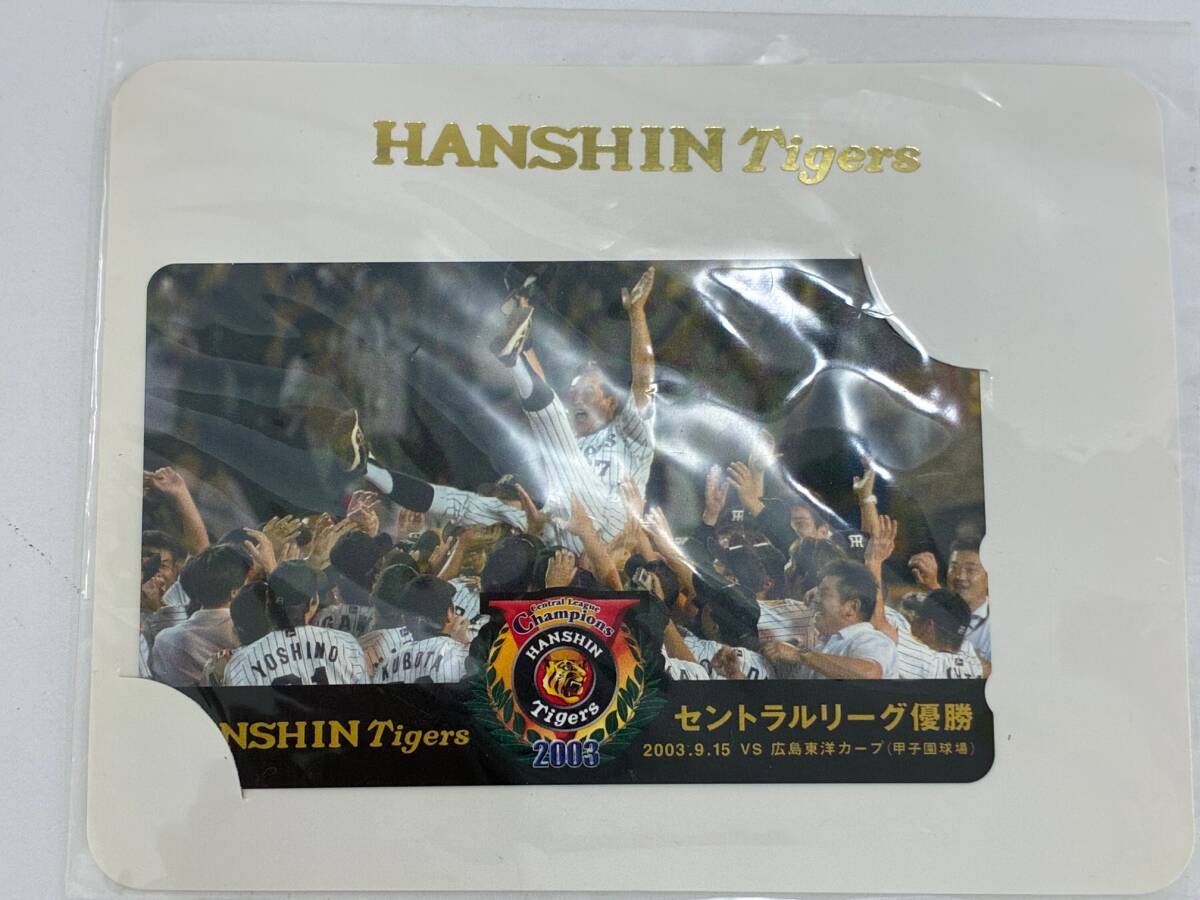 HANSHIN Tigers
YOSHINO
KUBOTA
Central League
Champions
HANSHIN
Tigers
2003
NSHIN Tigers
セントラルリーグ優勝
2003.9.15 VS 広島東洋カープ(甲子園球場)